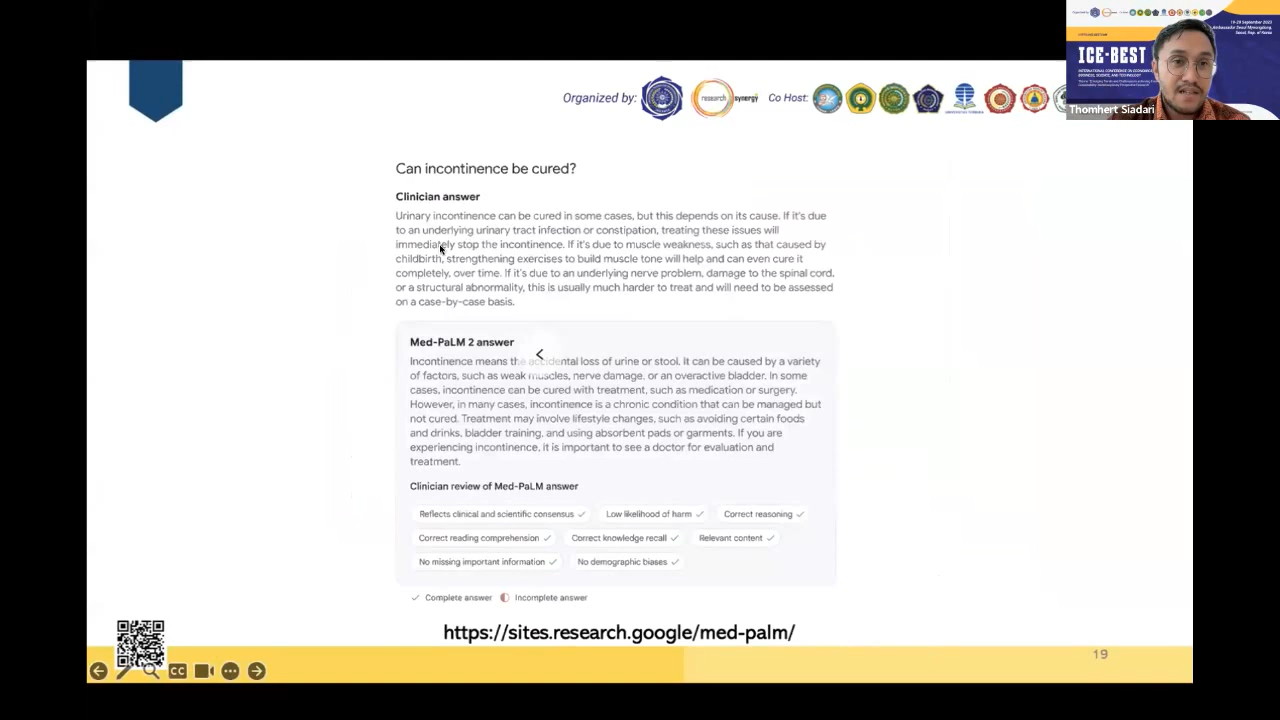 Organized by:
research synergy
Co Host:
ICE-BEST
Thomhert Siadari
Can incontinence be cured?
Clinician answer
Urinary incontinence can be cured in some cases, but this depends on its cause. If it's due
to an underlying urinary tract infection or constipation, treating these issues will
immediately stop the incontinence. If it's due to muscle weakness, such as that caused by
childbirth, strengthening exercises to build muscle tone will help and can even cure it
completely, over time. If it's due to an underlying nerve problem, damage to the spinal cord,
or a structural abnormality, this is usually much harder to treat and will need to be assessed
on a case-by-case basis.
Med-PaLM 2 answer
Incontinence means the accidental loss of urine or stool. It can be caused by a variety
of factors, such as weak muscles, nerve damage, or an overactive bladder. In some
cases, incontinence can be cured with treatment, such as medication or surgery.
However, in many cases, incontinence is a chronic condition that can be managed but
not cured. Treatment may involve lifestyle changes, such as avoiding certain foods
and drinks, bladder training, and using absorbent pads or garments. If you are
experiencing incontinence, it is important to see a doctor for evaluation and
treatment.
Clinician review of Med-PaLM answer
Reflects clinical and scientific consensus ✓ Low likelihood of harm ✓ Correct reasoning ✓
Correct reading comprehension ✓ Correct knowledge recall ✓ Relevant content ✓
No missing important information ✓ No demographic biases ✓
✓ Complete answer Incomplete answer
https://sites.research.google/med-palm/
19
CC